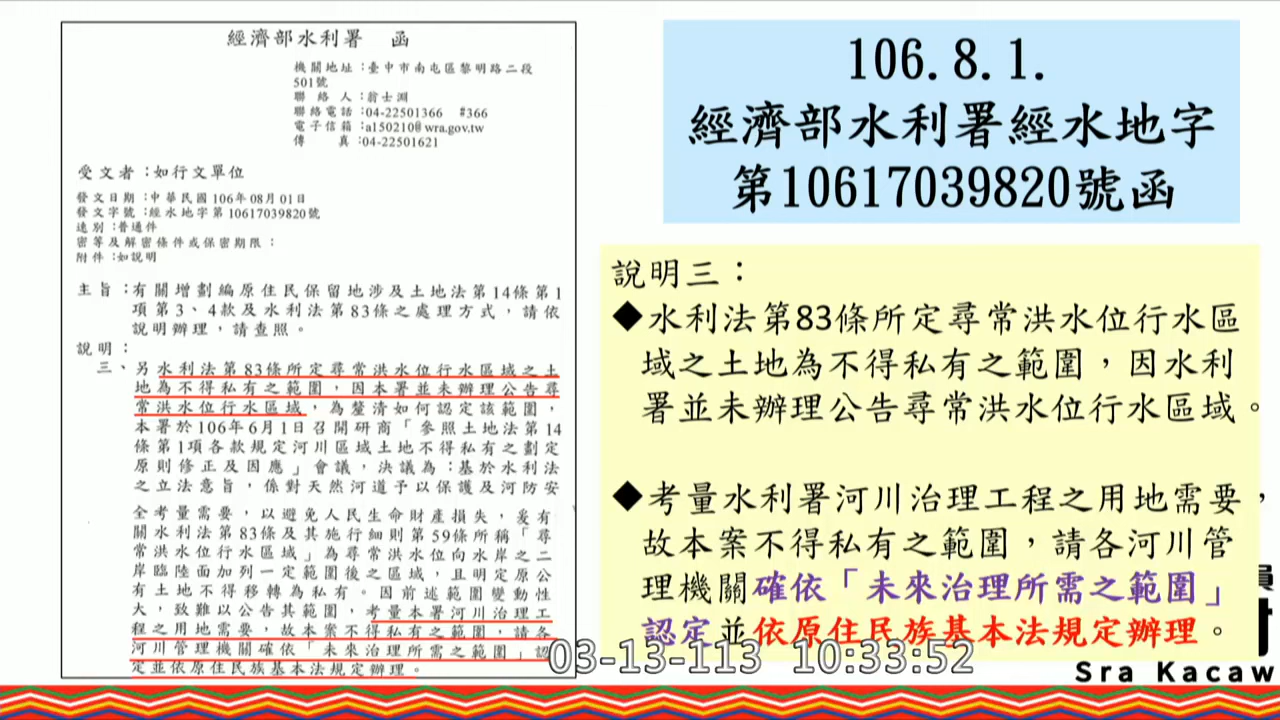 經濟部水利署 函
機關地址：臺中市南屯區黎明路二段
501號
聯 絡 人：翁士淵
聯絡電話：04-22501366 #366
電子信箱：a150210@wra.gov.tw
傳 真：04-22501621
受文者：如行文單位
發文日期：中華民國106年08月01日
發文字號：經水地字第10617039820號
速別：普通件
密等及解密條件或保密期限：
附件：如說明
主旨：有關增劃編原住民保留地涉及土地法第14條第1
項第3、4款及水利法第83條之處理方式，請依
說明辦理，請查照。
說明：
三、另水利法第83條所定尋常洪水位行水區域之土
地為不得私有之範圍，因本署並未辦理公告尋
常洪水位行水區域，為釐清如何認定該範圍，
本署於106年6月1日召開研商「參照土地法第14
條第1項各款規定河川區域土地不得私有之劃定
原則修正及因應」會議，決議為：基於水利法
之立法意旨，係對天然河道予以保護及河防安
全考量需要，以避免人民生命財產損失，爰有
關水利法第83條及其施行細則第59條所稱「尋
常洪水位行水區域」為尋常洪水位向水岸之二
岸臨陸面加列一定範圍後之區域，且明定原公
有土地不得移轉為私有。因前述範圍變動性
大，致難以公告其範圍，考量本署河川治理工
程之用地需要，故本案不得私有之範圍，請各
河川管理機關確依「未來治理所需之範圍」認
定並依原住民族基本法規定辦理。
106.8.1.
經濟部水利署經水地字
第10617039820號函
說明三：
◆水利法第83條所定尋常洪水位行水區
域之土地為不得私有之範圍，因水利
署並未辦理公告尋常洪水位行水區域。
◆考量水利署河川治理工程之用地需要，
故本案不得私有之範圍，請各河川管
理機關確依「未來治理所需之範圍」
認定並依原住民族基本法規定辦理。
03-13-113 10:33:52
Sra Kacaw